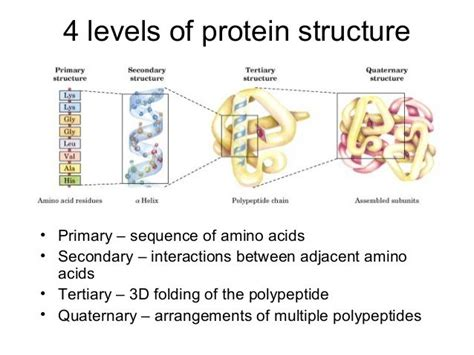 4 levels of protein structure
Primary structure
Secondary structure
Tertiary structure
Quaternary structure
Lys
Lys
Gly
Gly
Leu
Val
Ala
His
Amino acid residues
α Helix
Polypeptide chain
Assembled subunits
• Primary – sequence of amino acids
• Secondary – interactions between adjacent amino
acids
• Tertiary – 3D folding of the polypeptide
• Quaternary – arrangements of multiple polypeptides